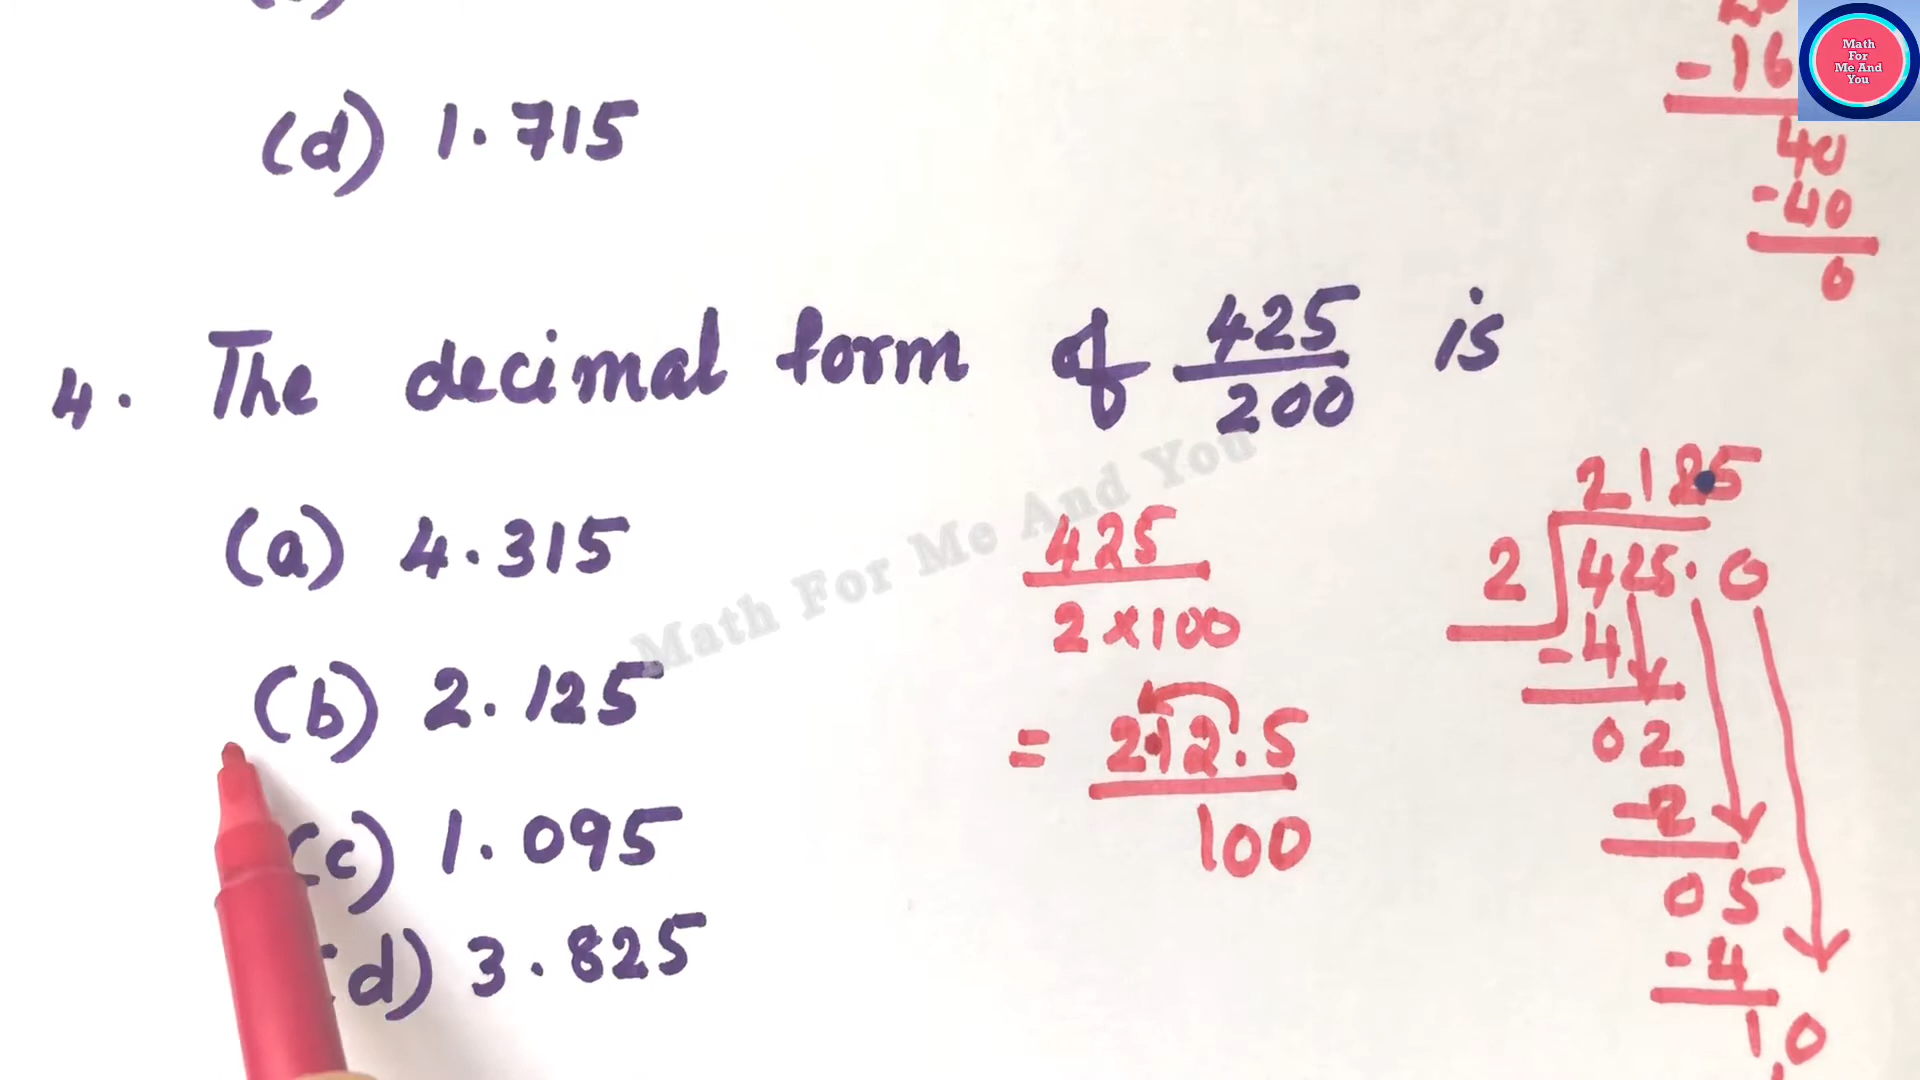 (d) 1.715
4. The decimal form of 425/200 is
(a) 4.315
(b) 2.125
(c) 1.095
(d) 3.825
425
2×100
= 212.5
100
2125
2 425.0
-4
02
-2
05
-4
10
-16
40
-40
0
Math
For
Me And
You
Math For Me And You